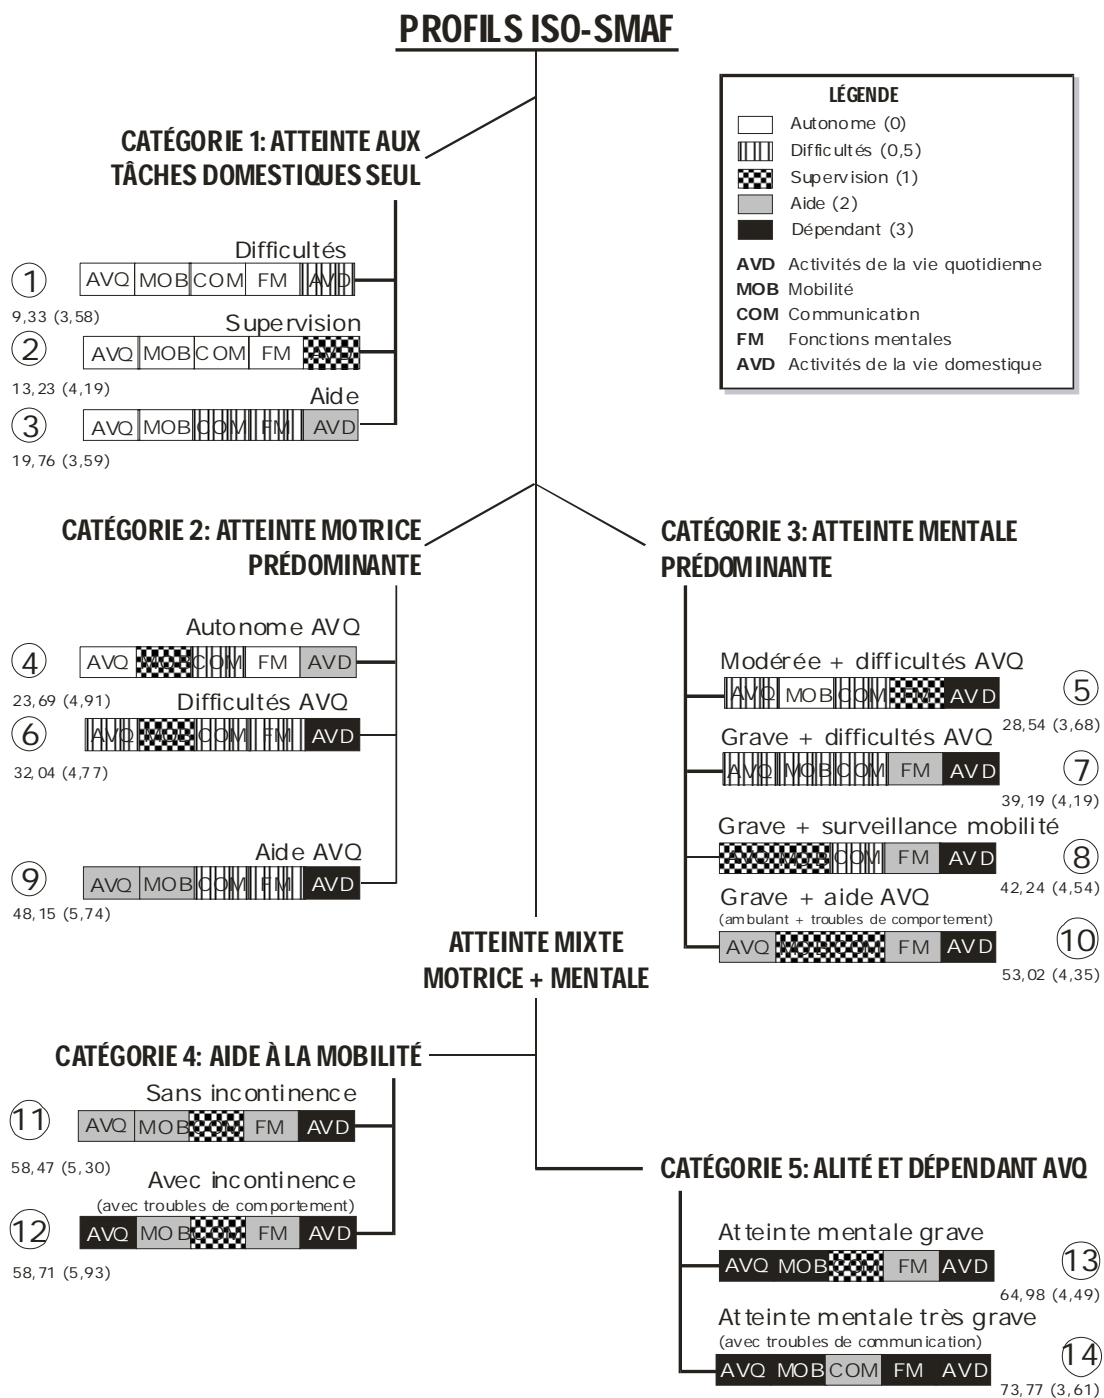 PROFILS ISO-SMAF
LÉGENDE
Autonome (0)
Difficultés (0,5)
Supervision (1)
Aide (2)
Dépendant (3)
AVD Activités de la vie quotidienne
MOB Mobilité
COM Communication
FM Fonctions mentales
AVD Activités de la vie domestique
CATÉGORIE 1: ATTEINTE AUX
TÂCHES DOMESTIQUES SEUL
Difficultés
1 AVQ MOB COM FM AVD
9,33 (3,58)
Supervision
2 AVQ MOB COM FM AVD
13,23 (4,19)
Aide
3 AVQ MOB COM FM AVD
19,76 (3,59)
CATÉGORIE 2: ATTEINTE MOTRICE
PRÉDOMINANTE
Autonome AVQ
4 AVQ MOB COM FM AVD
23,69 (4,91)
Difficultés AVQ
6 AVQ MOB COM FM AVD
32,04 (4,77)
Aide AVQ
9 AVQ MOB COM FM AVD
48,15 (5,74)
CATÉGORIE 3: ATTEINTE MENTALE
PRÉDOMINANTE
Modérée + difficultés AVQ
AVQ MOB COM FM AVD 5
28,54 (3,68)
Grave + difficultés AVQ
AVQ MOB COM FM AVD 7
39,19 (4,19)
Grave + surveillance mobilité
AVQ MOB COM FM AVD 8
42,24 (4,54)
Grave + aide AVQ
(ambulant + troubles de comportement)
AVQ MOB COM FM AVD 10
53,02 (4,35)
ATTEINTE MIXTE
MOTRICE + MENTALE
CATÉGORIE 4: AIDE À LA MOBILITÉ
Sans incontinence
11 AVQ MOB COM FM AVD
58,47 (5,30)
Avec incontinence
(avec troubles de comportement)
12 AVQ MOB COM FM AVD
58,71 (5,93)
CATÉGORIE 5: ALITÉ ET DÉPENDANT AVQ
Atteinte mentale grave
AVQ MOB COM FM AVD 13
64,98 (4,49)
Atteinte mentale très grave
(avec troubles de communication)
AVQ MOB COM FM AVD 14
73,77 (3,61)